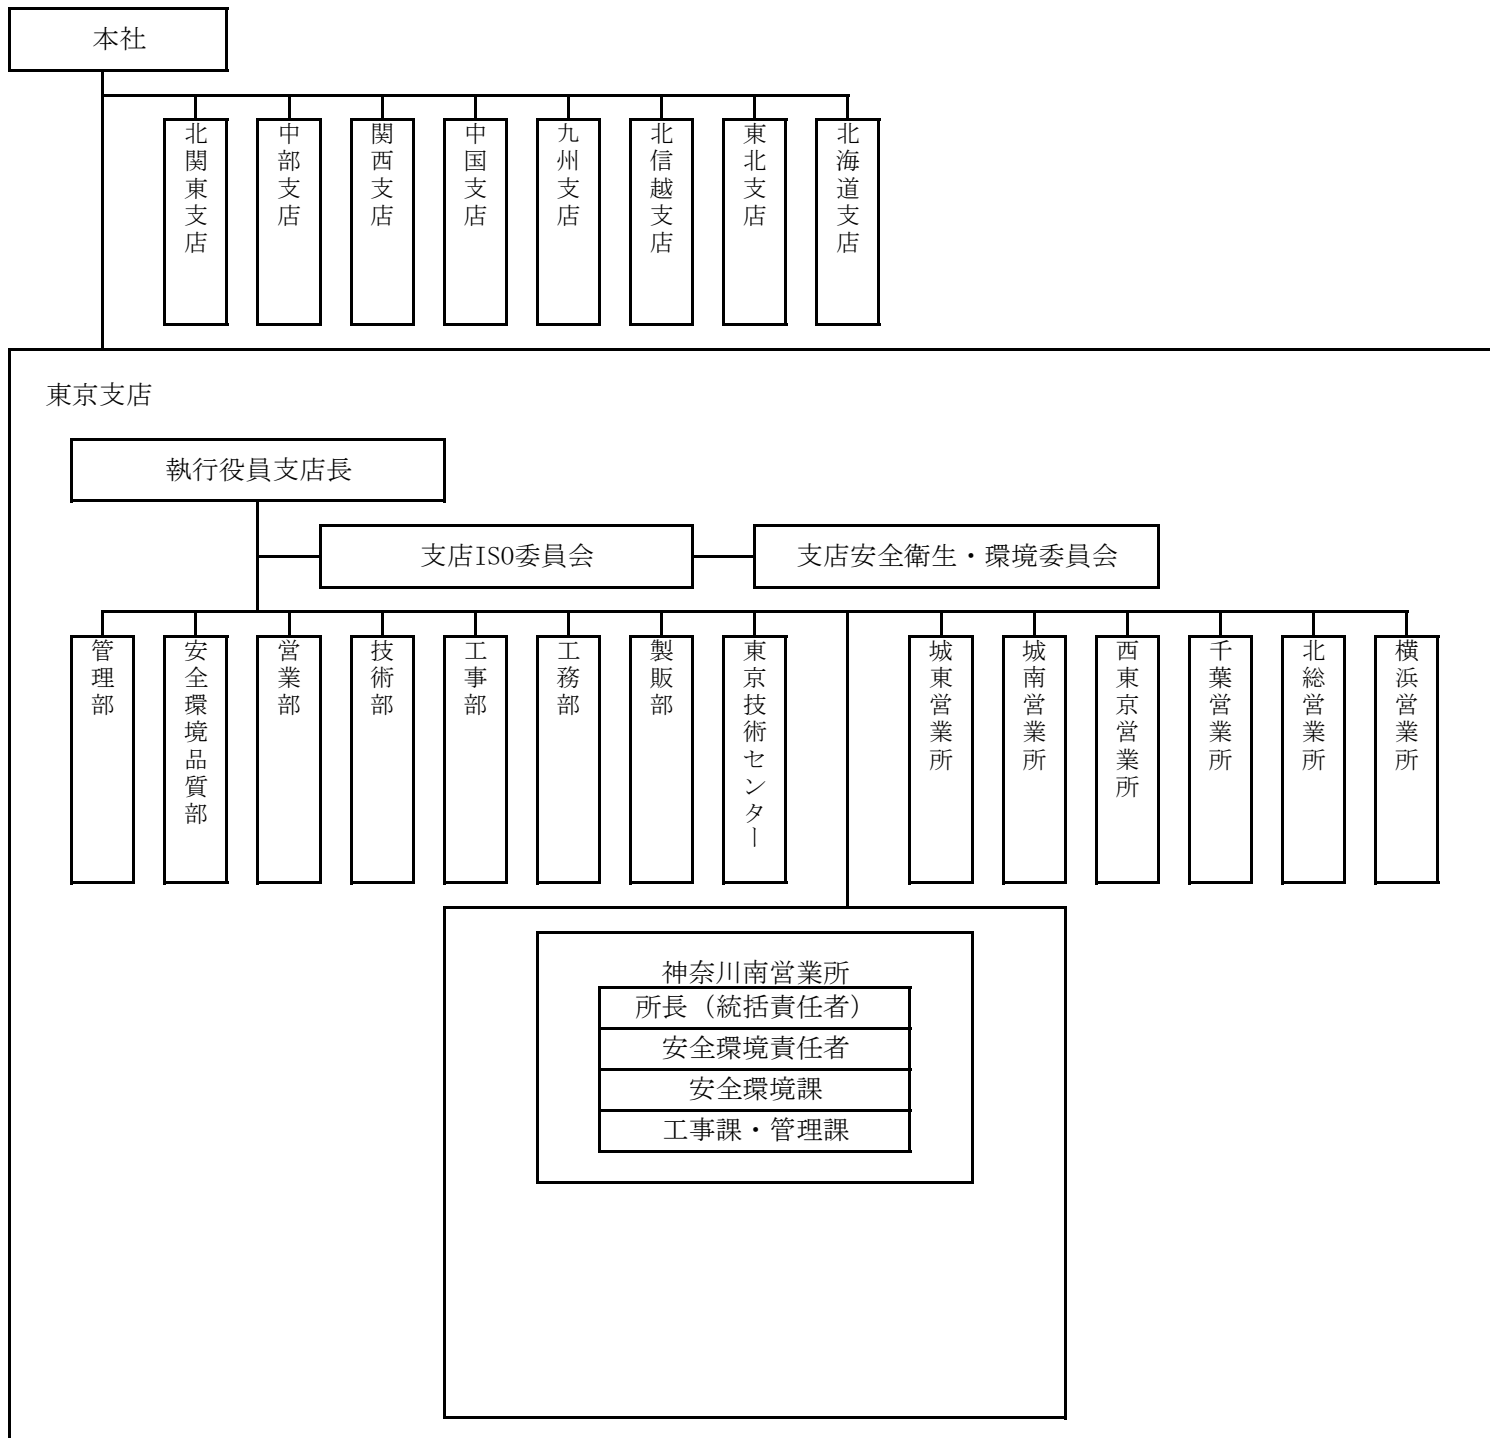 本社
北関東支店
中部支店
関西支店
中国支店
九州支店
北信越支店
東北支店
北海道支店
東京支店
執行役員支店長
支店ISO委員会
支店安全衛生・環境委員会
管理部
安全環境品質部
営業部
技術部
工事部
工務部
製販部
東京技術センター
城東営業所
城南営業所
西東京営業所
千葉営業所
北総営業所
横浜営業所
神奈川南営業所
所長（統括責任者）
安全環境責任者
安全環境課
工事課・管理課